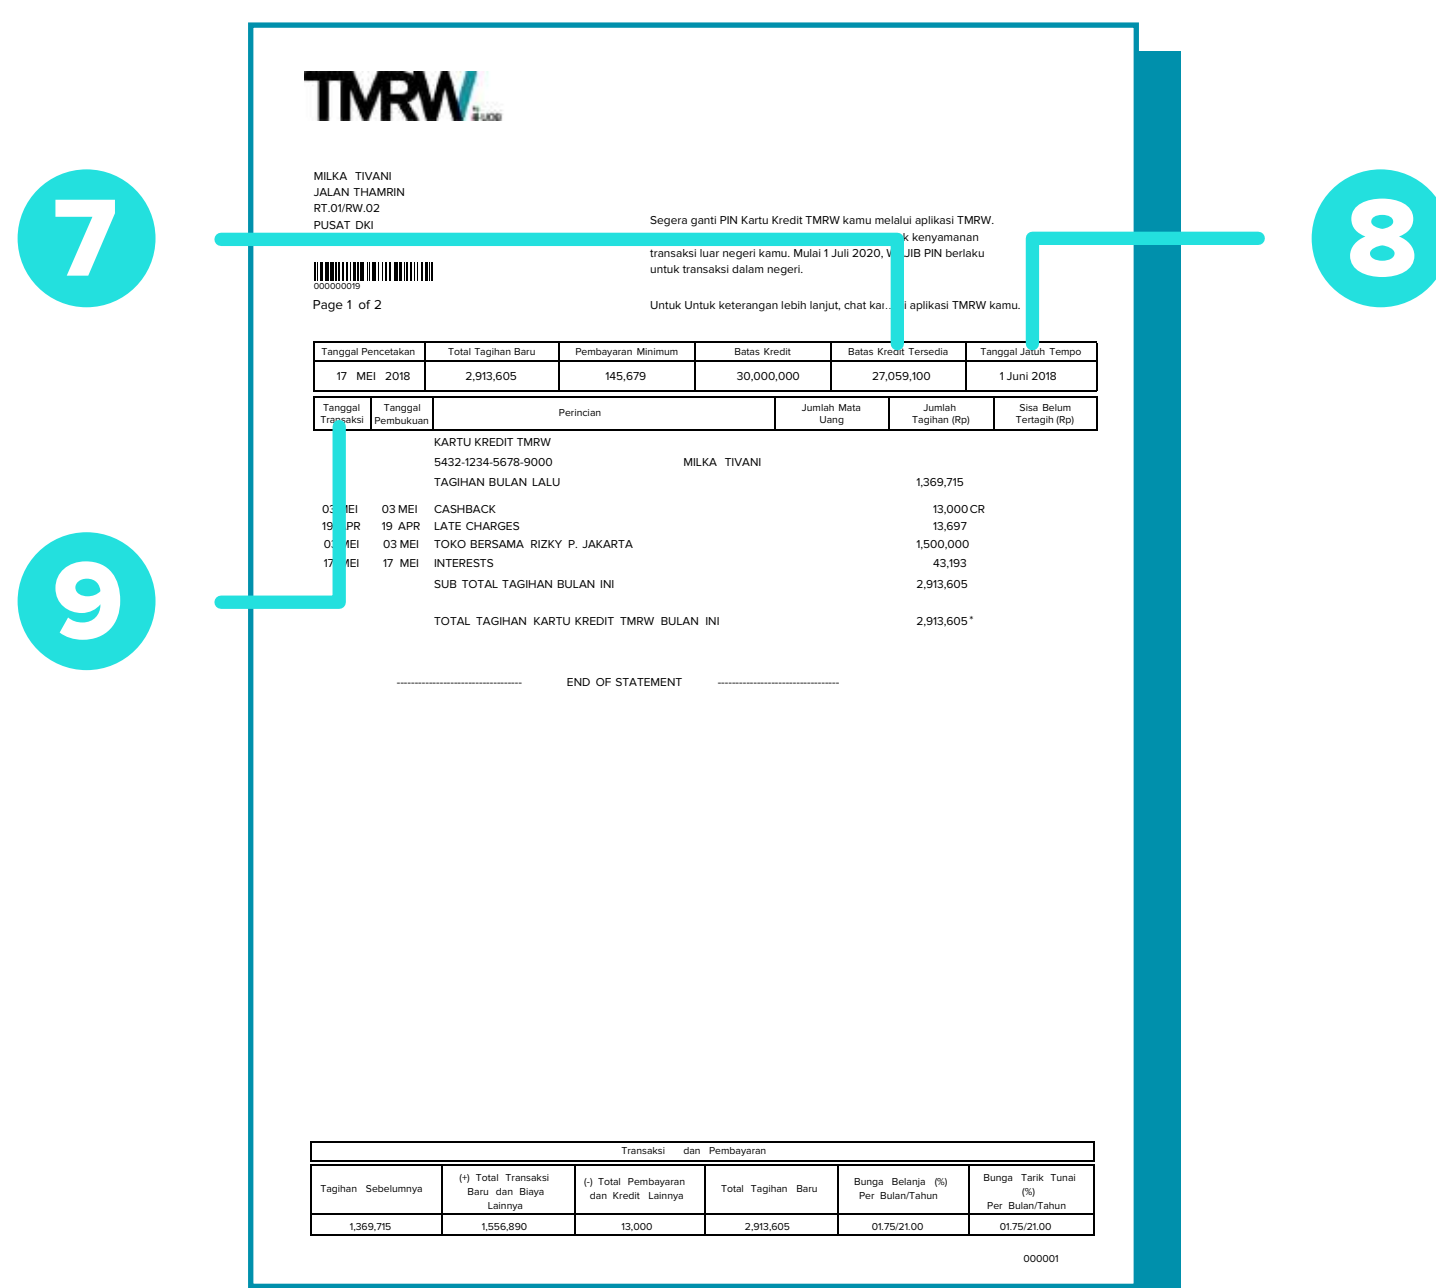 TMRW
by
UOB
MILKA TIVANI
JALAN THAMRIN
RT.01/RW.02
PUSAT DKI
000000019
Page 1 of 2
Segera ganti PIN Kartu Kredit TMRW kamu melalui aplikasi TMRW.
kenyamanan
transaksi luar negeri kamu. Mulai 1 Juli 2020, PIN berlaku
untuk transaksi dalam negeri.
Untuk Untuk keterangan lebih lanjut, chat aplikasi TMRW kamu.
7
8
9
Tanggal Pencetakan Total Tagihan Baru Pembayaran Minimum Batas Kredit Batas Kredit Tersedia Tanggal Jatuh Tempo
17 MEI 2018 2,913,605 145,679 30,000,000 27,059,100 1 Juni 2018
Tanggal Transaksi Tanggal Pembukuan Perincian Jumlah Mata Uang Jumlah Tagihan (Rp) Sisa Belum Tertagih (Rp)
KARTU KREDIT TMRW
5432-1234-5678-9000 MILKA TIVANI
TAGIHAN BULAN LALU 1,369,715
03 MEI 03 MEI CASHBACK 13,000 CR
19 APR 19 APR LATE CHARGES 13,697
03 MEI 03 MEI TOKO BERSAMA RIZKY P. JAKARTA 1,500,000
17 MEI 17 MEI INTERESTS 43,193
SUB TOTAL TAGIHAN BULAN INI 2,913,605
TOTAL TAGIHAN KARTU KREDIT TMRW BULAN INI 2,913,605*
---------------------------------- END OF STATEMENT ----------------------------------
Transaksi dan Pembayaran
Tagihan Sebelumnya (+) Total Transaksi Baru dan Biaya Lainnya (-) Total Pembayaran dan Kredit Lainnya Total Tagihan Baru Bunga Belanja (%) Per Bulan/Tahun Bunga Tarik Tunai (%) Per Bulan/Tahun
1,369,715 1,556,890 13,000 2,913,605 01.75/21.00 01.75/21.00
000001